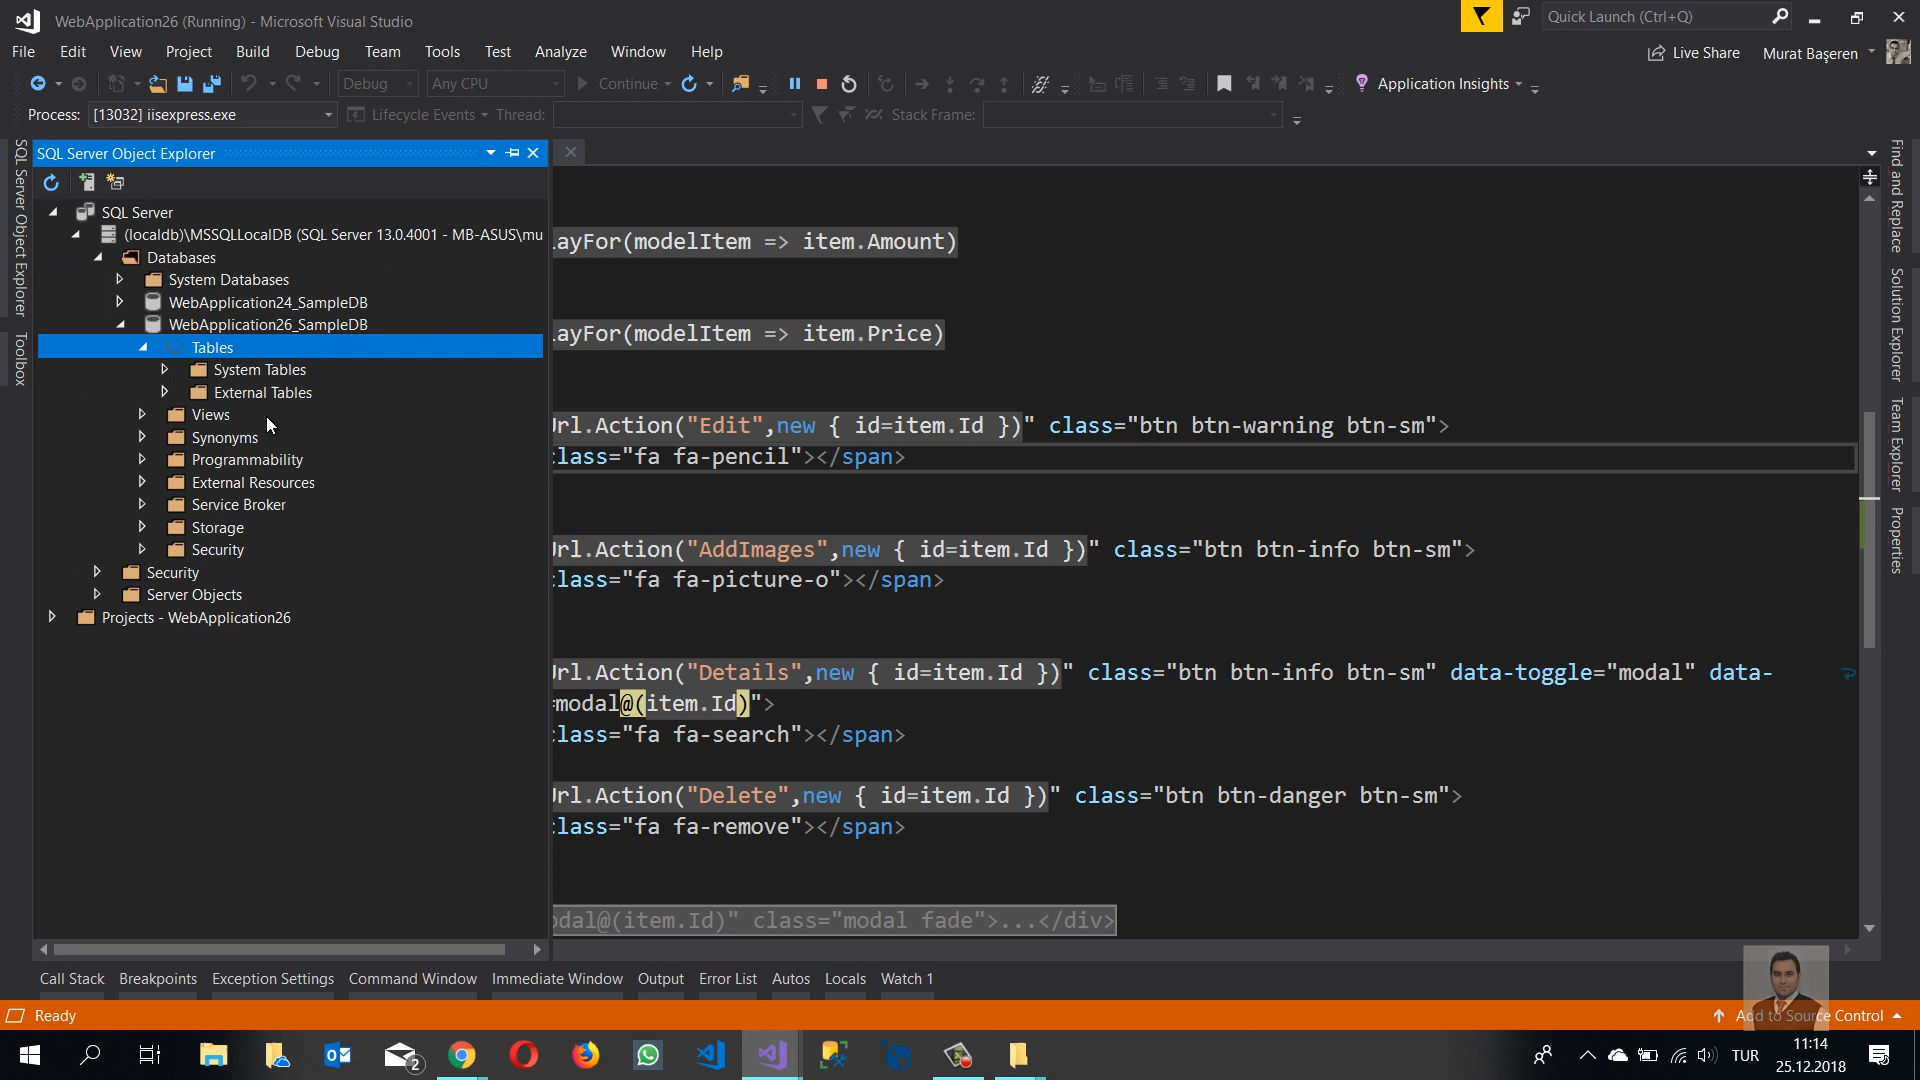 WebApplication26 (Running) - Microsoft Visual Studio
Quick Launch (Ctrl+Q)
File Edit View Project Build Debug Team Tools Test Analyze Window Help
Live Share Murat Başeren
Debug Any CPU Continue Application Insights
Process: [13032] iisexpress.exe Lifecycle Events Thread: Stack Frame:
SQL Server Object Explorer
Toolbox
SQL Server Object Explorer
SQL Server
(localdb)\MSSQLLocalDB (SQL Server 13.0.4001 - MB-ASUS\mu
Databases
System Databases
WebApplication24_SampleDB
WebApplication26_SampleDB
Tables
System Tables
External Tables
Views
Synonyms
Programmability
External Resources
Service Broker
Storage
Security
Security
Server Objects
Projects - WebApplication26
ayFor(modelItem => item.Amount)
ayFor(modelItem => item.Price)
Url.Action("Edit",new { id=item.Id })" class="btn btn-warning btn-sm">
class="fa fa-pencil"></span>
Url.Action("AddImages",new { id=item.Id })" class="btn btn-info btn-sm">
class="fa fa-picture-o"></span>
Url.Action("Details",new { id=item.Id })" class="btn btn-info btn-sm" data-toggle="modal" data-
=modal@(item.Id)">
class="fa fa-search"></span>
Url.Action("Delete",new { id=item.Id })" class="btn btn-danger btn-sm">
class="fa fa-remove"></span>
odal@(item.Id)" class="modal fade">...</div>
Find and Replace
Solution Explorer
Team Explorer
Properties
Call Stack Breakpoints Exception Settings Command Window Immediate Window Output Error List Autos Locals Watch 1
Ready
Add to Source Control
2
TUR
11:14
25.12.2018